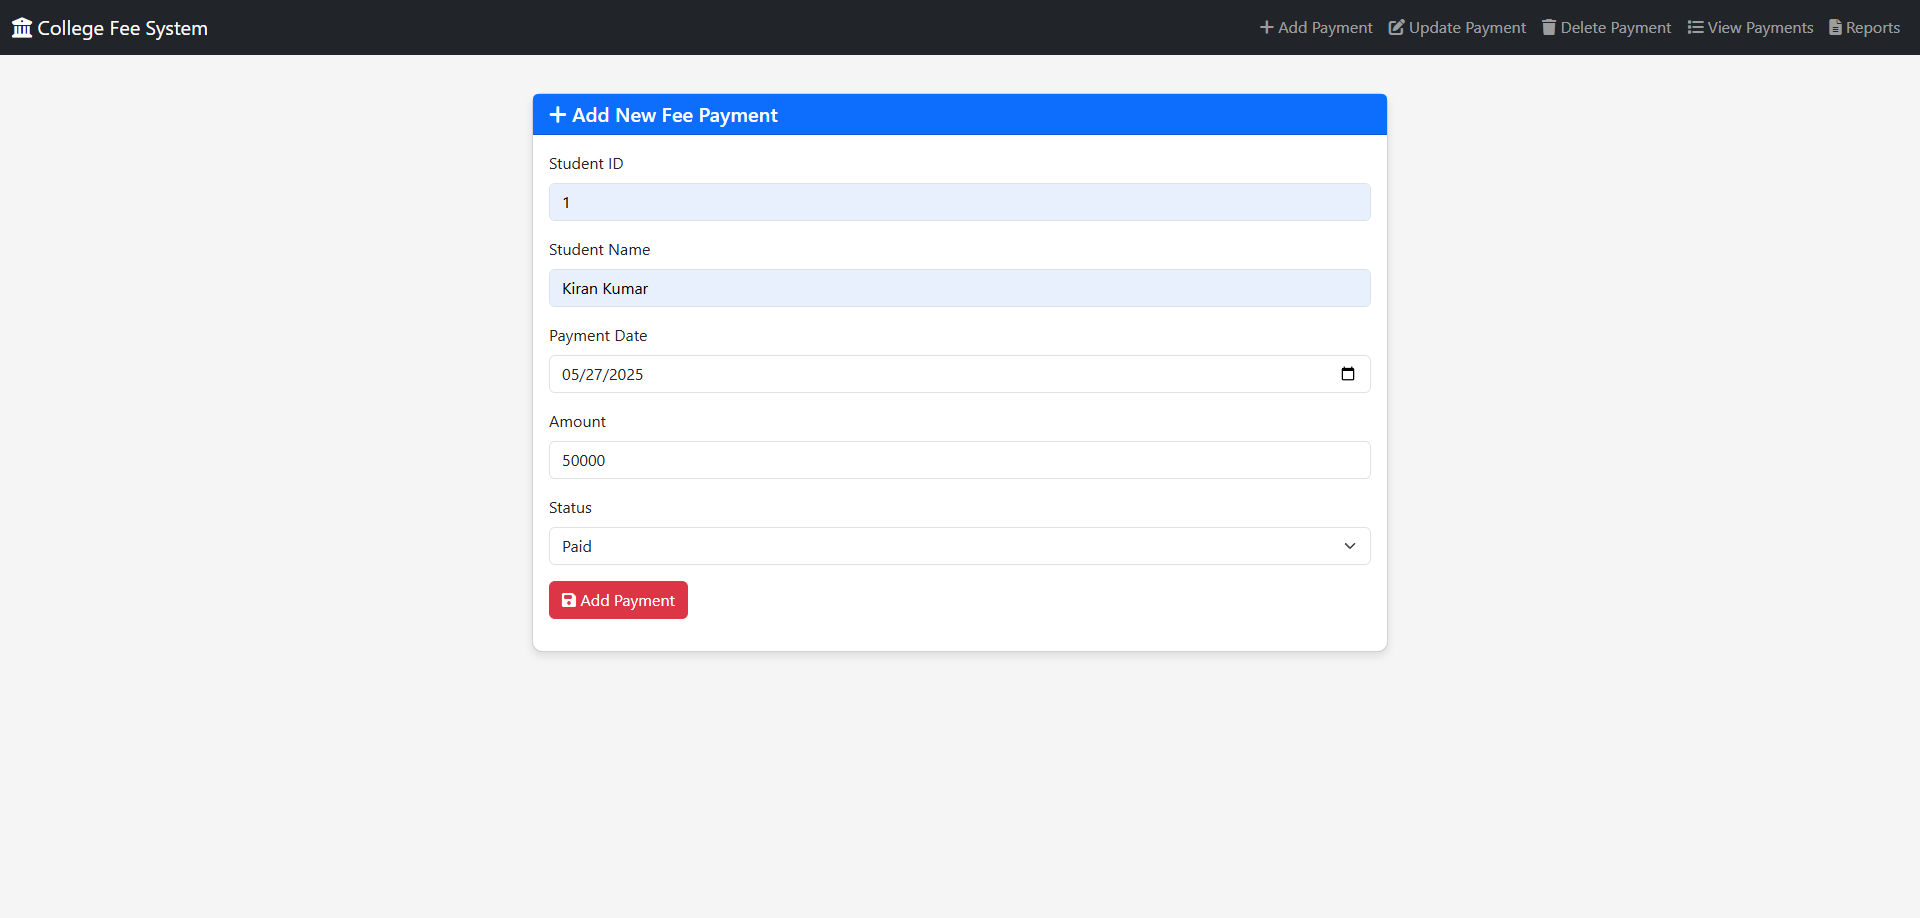 College Fee System
Add Payment Update Payment Delete Payment View Payments Reports
Add New Fee Payment
Student ID
1
Student Name
Kiran Kumar
Payment Date
05/27/2025
Amount
50000
Status
Paid
Add Payment